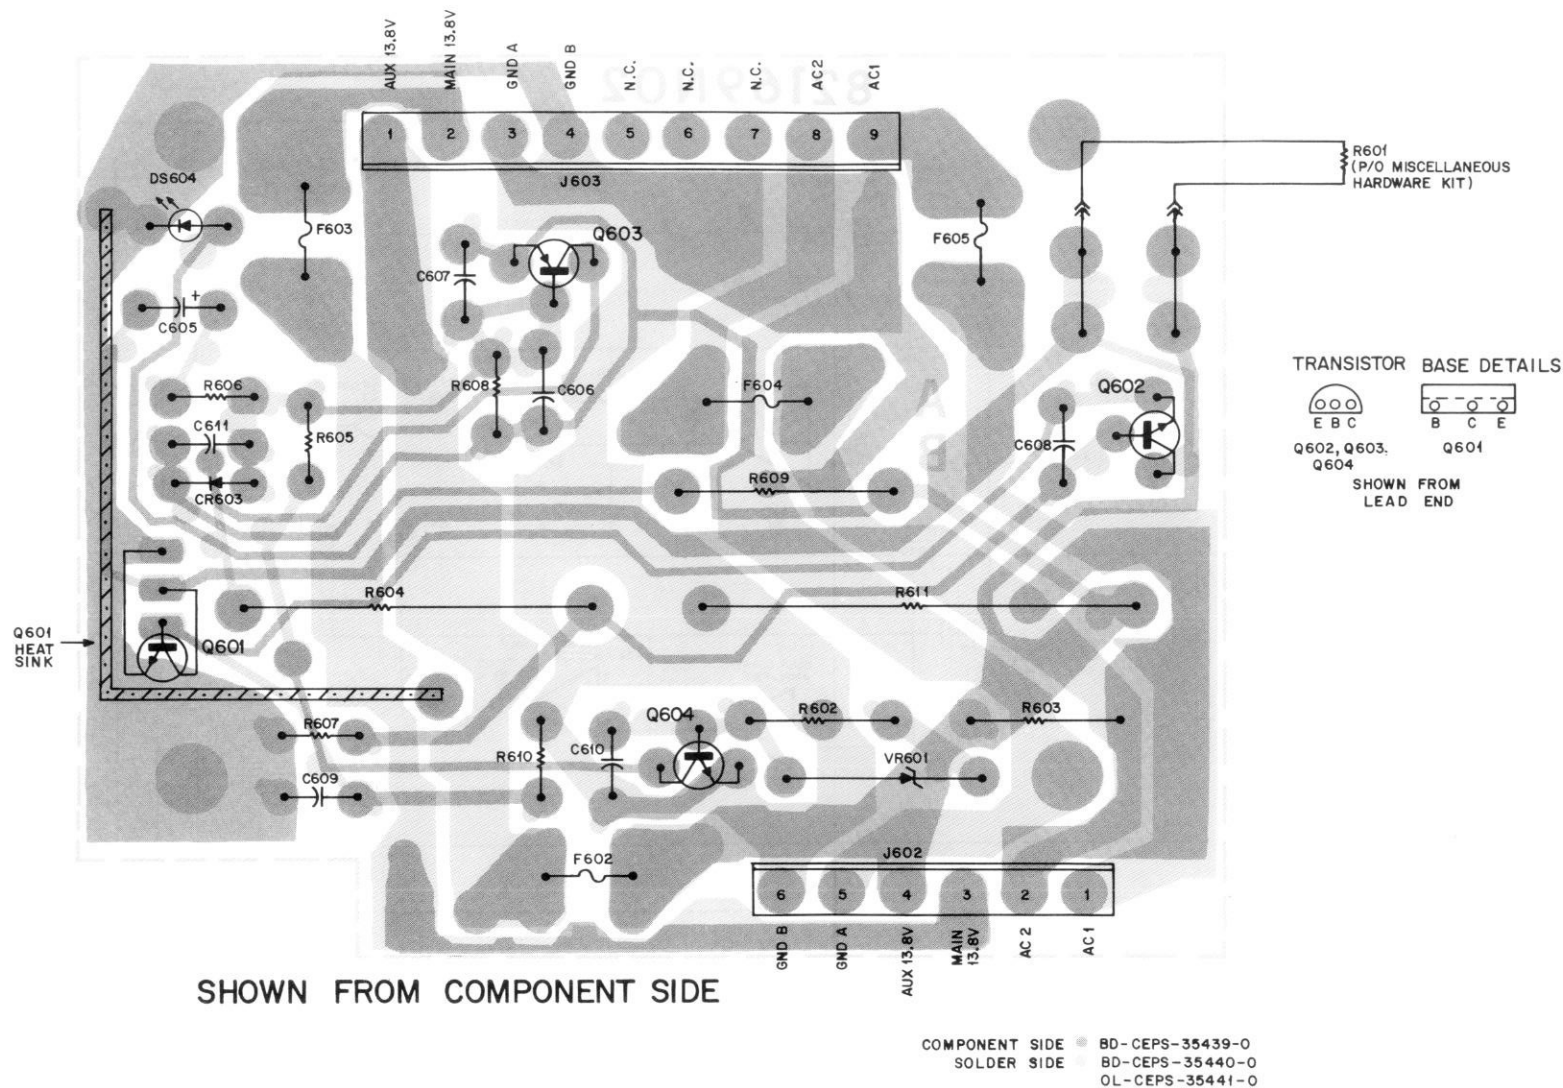 AUX 13.8V
MAIN 13.8V
GND A
GND B
N.C.
N.C.
N.C.
AC2
AC1
82169N02
1 2 3 4 5 6 7 8 9
J603
R601
(P/O MISCELLANEOUS
HARDWARE KIT)
DS604
F603
Q603
F605
C607
+
C605
R608
C606
F604
R606
C611
R605
CR603
Q602
C608
A
B
R609
TRANSISTOR BASE DETAILS
E B C
B C E
Q602, Q603.
Q604
Q601
SHOWN FROM
LEAD END
R604
R611
Q601
HEAT
SINK
Q601
R607
C609
R610
C610
Q604
R602
R603
VR601
F602
J602
6 5 4 3 2 1
GND B
GND A
AUX 13.8V
MAIN
13.8V
AC 2
AC1
SHOWN FROM COMPONENT SIDE
COMPONENT SIDE BD-CEPS-35439-O
SOLDER SIDE BD-CEPS-35440-O
OL-CEPS-35441-O